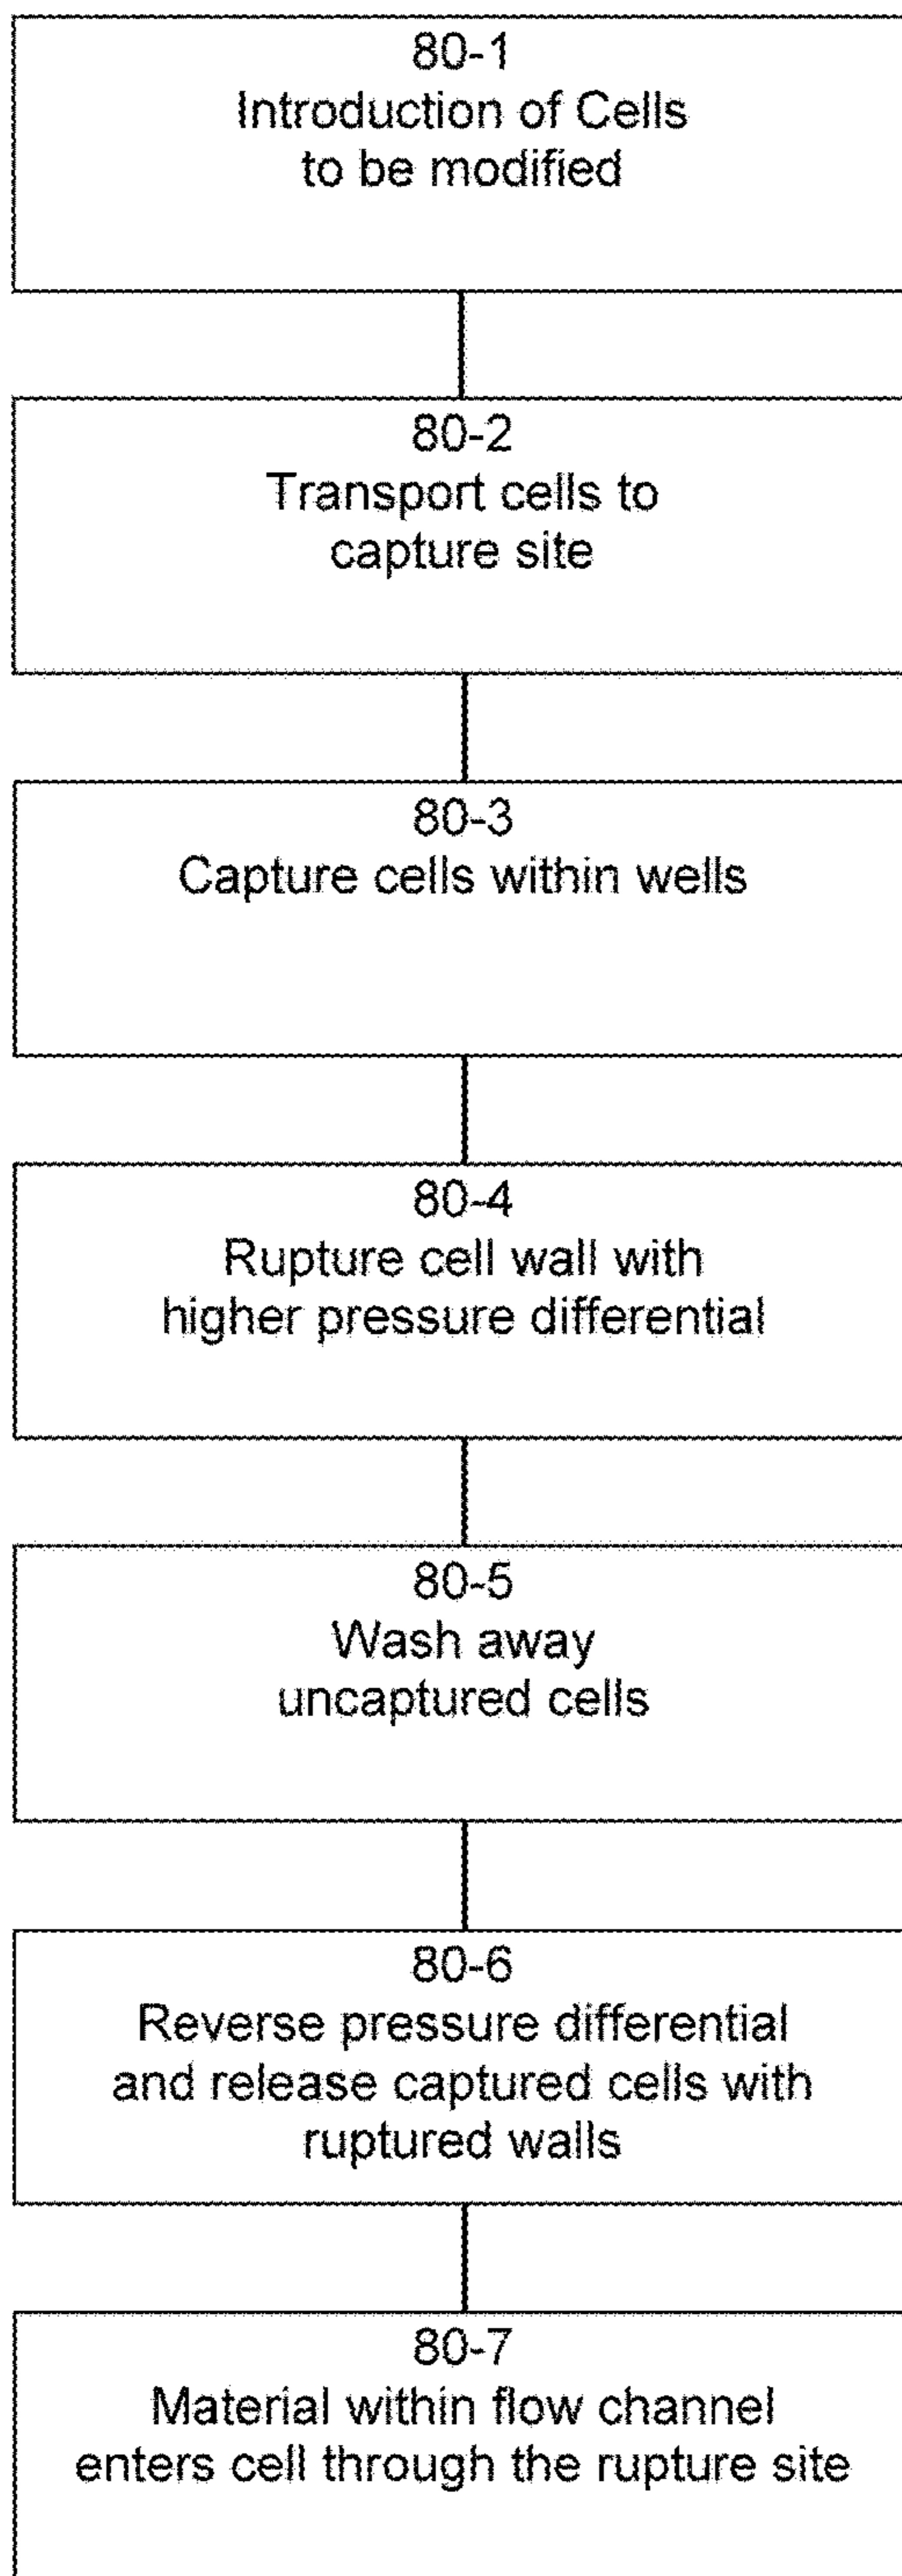 80-1
Introduction of Cells
to be modified
80-2
Transport cells to
capture site
80-3
Capture cells within wells
80-4
Rupture cell wall with
higher pressure differential
80-5
Wash away
uncaptured cells
80-6
Reverse pressure differential
and release captured cells with
ruptured walls
80-7
Material within flow channel
enters cell through the rupture site